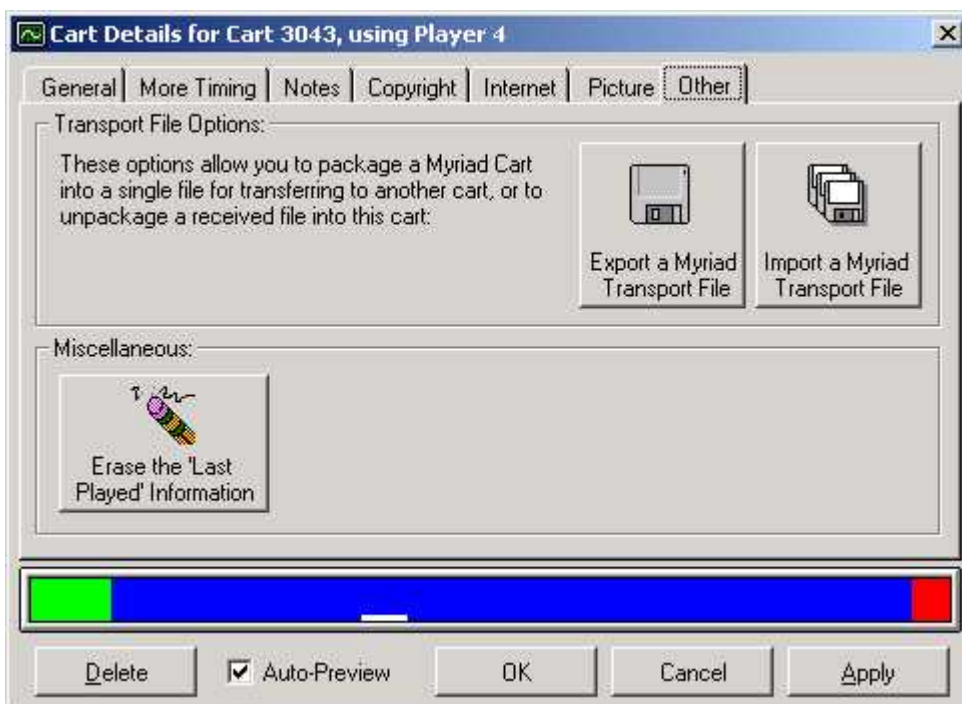 Cart Details for Cart 3043, using Player 4
General
More Timing
Notes
Copyright
Internet
Picture
Other
Transport File Options:
These options allow you to package a Myriad Cart
into a single file for transferring to another cart, or to
unpackage a received file into this cart:
Export a Myriad
Transport File
Import a Myriad
Transport File
Miscellaneous:
Erase the 'Last
Played' Information
Delete
Auto-Preview
OK
Cancel
Apply